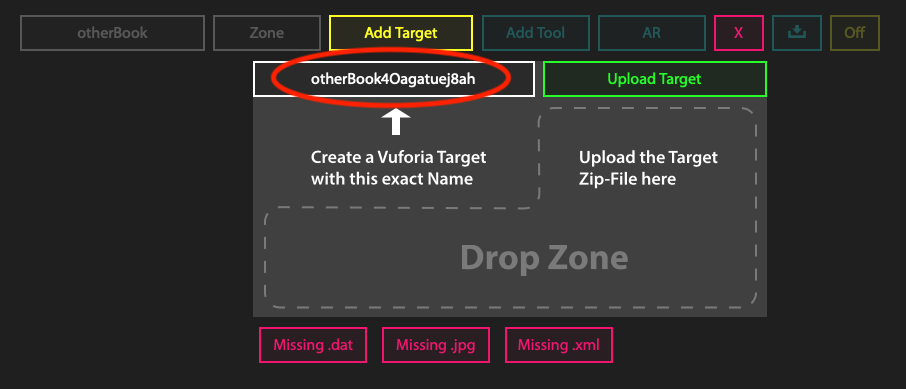 otherBook Zone Add Target Add Tool AR X Off
otherBook4Oagatuej8ah Upload Target
Create a Vuforia Target
with this exact Name
Upload the Target
Zip-File here
Drop Zone
Missing .dat Missing .jpg Missing .xml